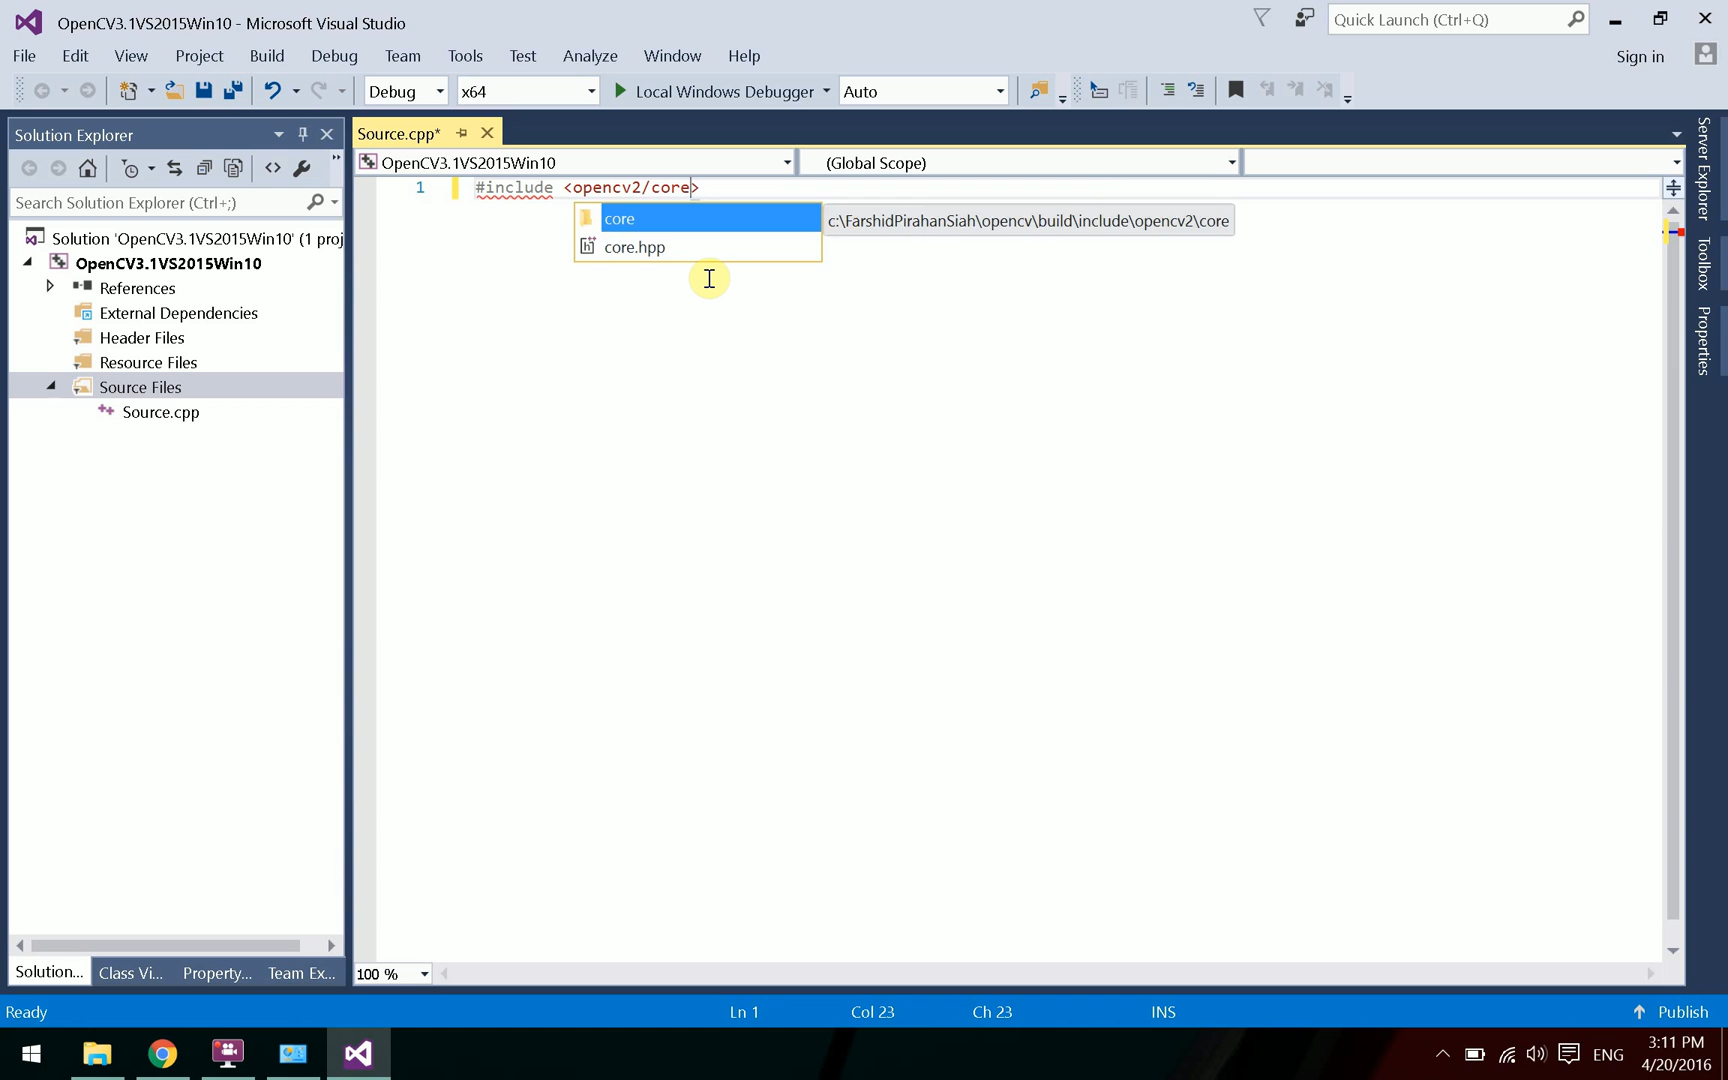 OpenCV3.1VS2015Win10 - Microsoft Visual Studio
Quick Launch (Ctrl+Q)
File Edit View Project Build Debug Team Tools Test Analyze Window Help
Sign in
Debug x64 Local Windows Debugger Auto
Solution Explorer
Source.cpp*
OpenCV3.1VS2015Win10 (Global Scope)
Search Solution Explorer (Ctrl+;)
1 #include <opencv2/core>
core
c:\FarshidPirahanSiah\opencv\build\include\opencv2\core
core.hpp
Solution 'OpenCV3.1VS2015Win10' (1 proj
OpenCV3.1VS2015Win10
References
External Dependencies
Header Files
Resource Files
Source Files
Source.cpp
Server Explorer
Toolbox
Properties
Solution... Class Vi... Property... Team Ex...
100 %
Ready Ln 1 Col 23 Ch 23 INS Publish
ENG
3:11 PM
4/20/2016